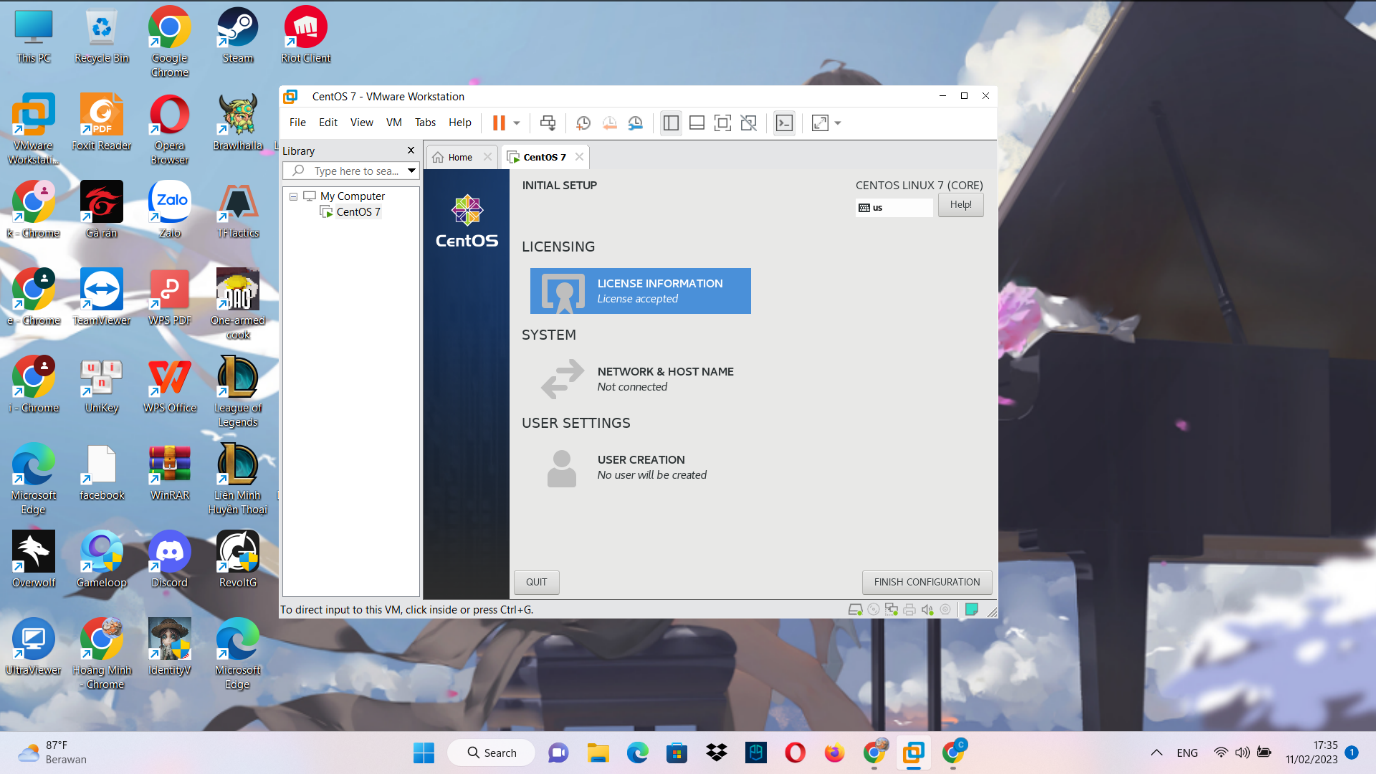 This PC
Recycle Bin
Google
Chrome
Steam
Riot Client
VMware
Workstat...
PDF
Foxit Reader
Opera
Browser
Brawlhalla
k - Chrome
Gà rán
Zalo
Zalo
TFTactics
e - Chrome
TeamViewer
WPS PDF
One-armed
cook
i - Chrome
u i n
UniKey
WPS Office
League of
Legends
Microsoft
Edge
facebook
WinRAR
Liên Minh
Huyền Thoại
Overwolf
Gameloop
Discord
RevoltG
UltraViewer
Hoàng Minh
- Chrome
IdentityV
Microsoft
Edge
CentOS 7 - VMware Workstation
File Edit View VM Tabs Help
Library
Type here to sea...
My Computer
CentOS 7
Home
CentOS 7
CentOS
INITIAL SETUP
CENTOS LINUX 7 (CORE)
us
Help!
LICENSING
LICENSE INFORMATION
License accepted
SYSTEM
NETWORK & HOST NAME
Not connected
USER SETTINGS
USER CREATION
No user will be created
QUIT
FINISH CONFIGURATION
To direct input to this VM, click inside or press Ctrl+G.
87°F
Berawan
Search
C
ENG
17:35
11/02/2023
1